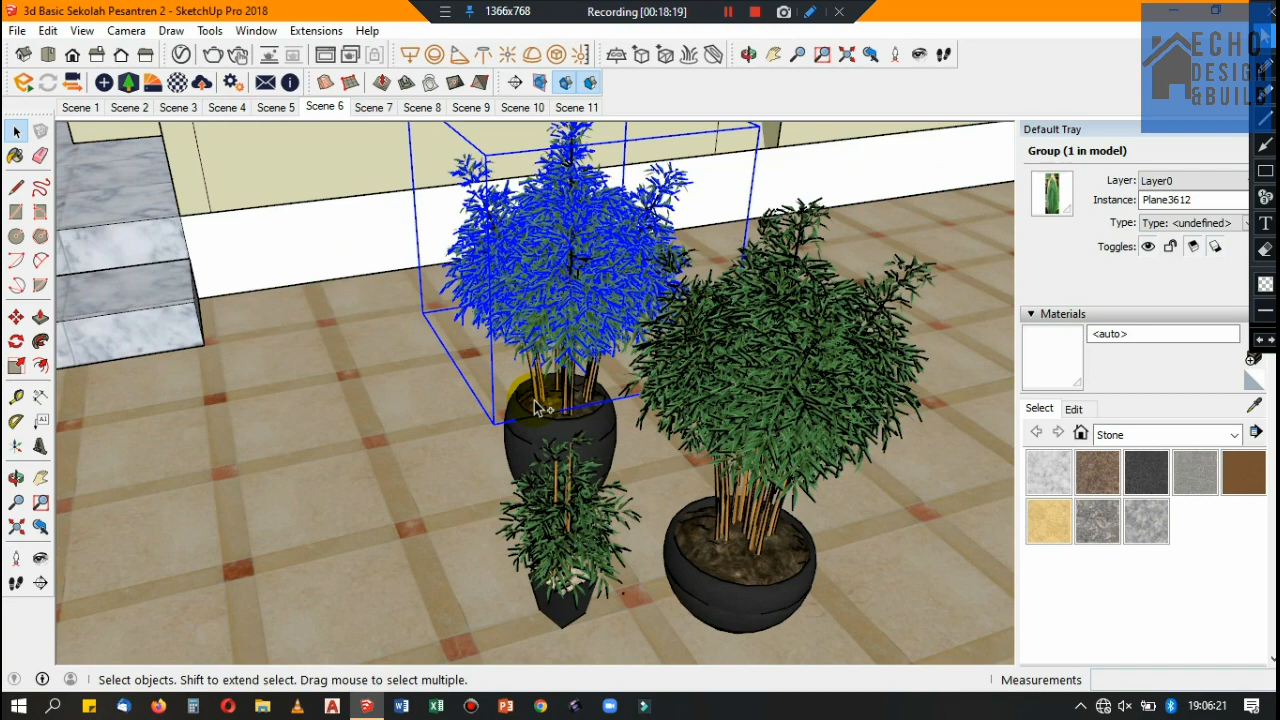 3d Basic Sekolah Pesantren 2 - SketchUp Pro 2018
1366x768
Recording [00:18:19]
File Edit View Camera Draw Tools Window Extensions Help
ECHO
DESIGN
&BUILD
Scene 1 Scene 2 Scene 3 Scene 4 Scene 5 Scene 6 Scene 7 Scene 8 Scene 9 Scene 10 Scene 11
Default Tray
Group (1 in model)
Layer: Layer0
Instance: Plane3612
Type: Type: <undefined>
Toggles:
Materials
<auto>
Select Edit
Stone
Select objects. Shift to extend select. Drag mouse to select multiple.
Measurements
19:06:21